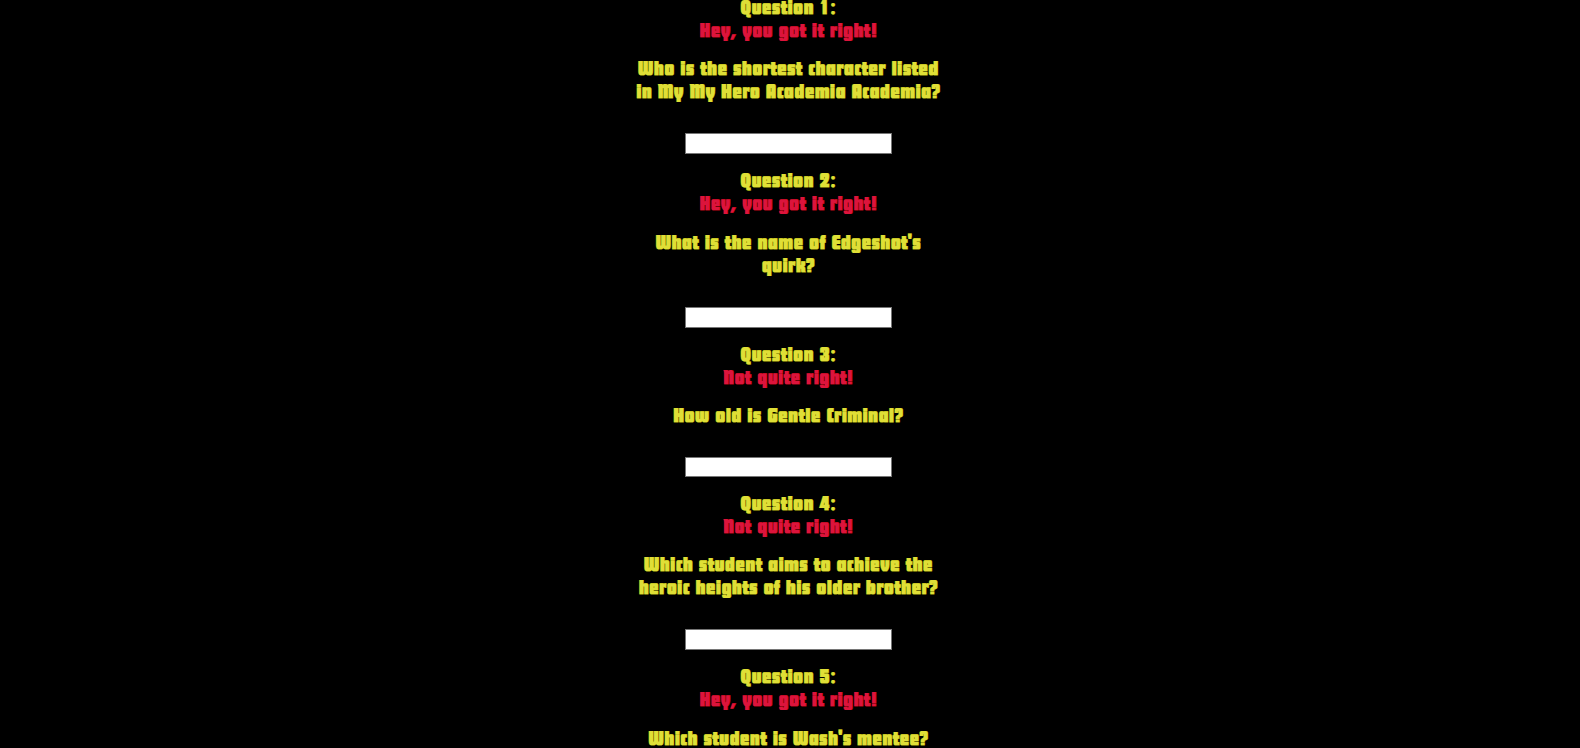 Question 1:
Hey, you got it right!
Who is the shortest character listed
in My My Hero Academia Academia?
Question 2:
Hey, you got it right!
What is the name of Edgeshot's
quirk?
Question 3:
Not quite right!
How old is Gentle Criminal?
Question 4:
Not quite right!
Which student aims to achieve the
heroic heights of his older brother?
Question 5:
Hey, you got it right!
Which student is Wash's mentee?